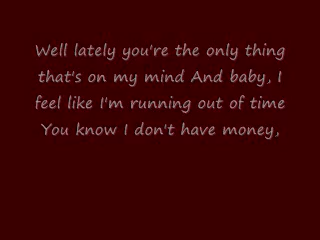 Well lately you're the only thing
that's on my mind And baby, I
feel like I'm running out of time
You know I don't have money,